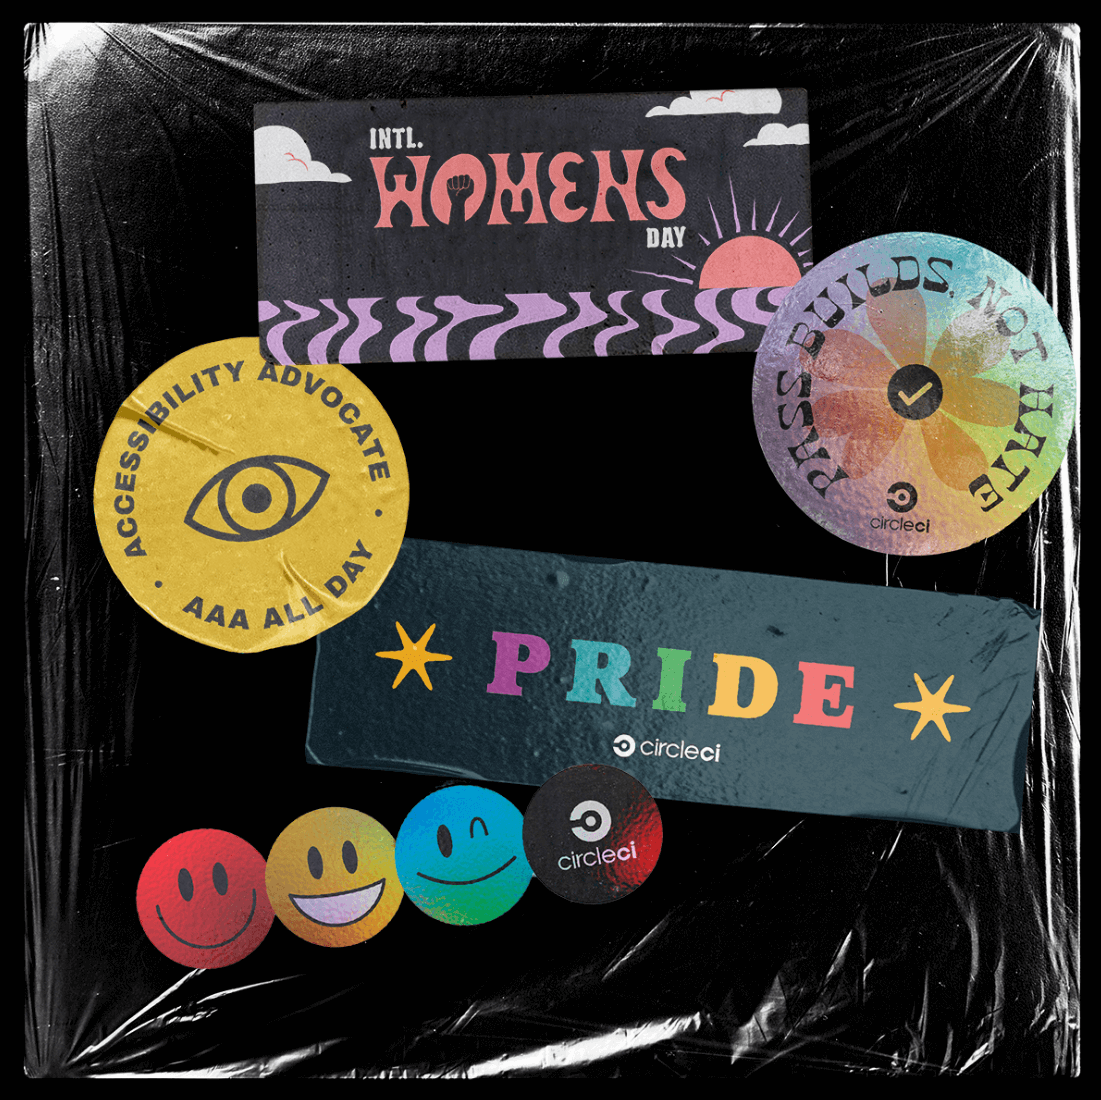 INTL.
WOMENS
DAY
PASS BUILDS, NOT HATE
circleci
ACCESSIBILITY ADVOCATE
• AAA ALL DAY •
PRIDE
circleci
circleci